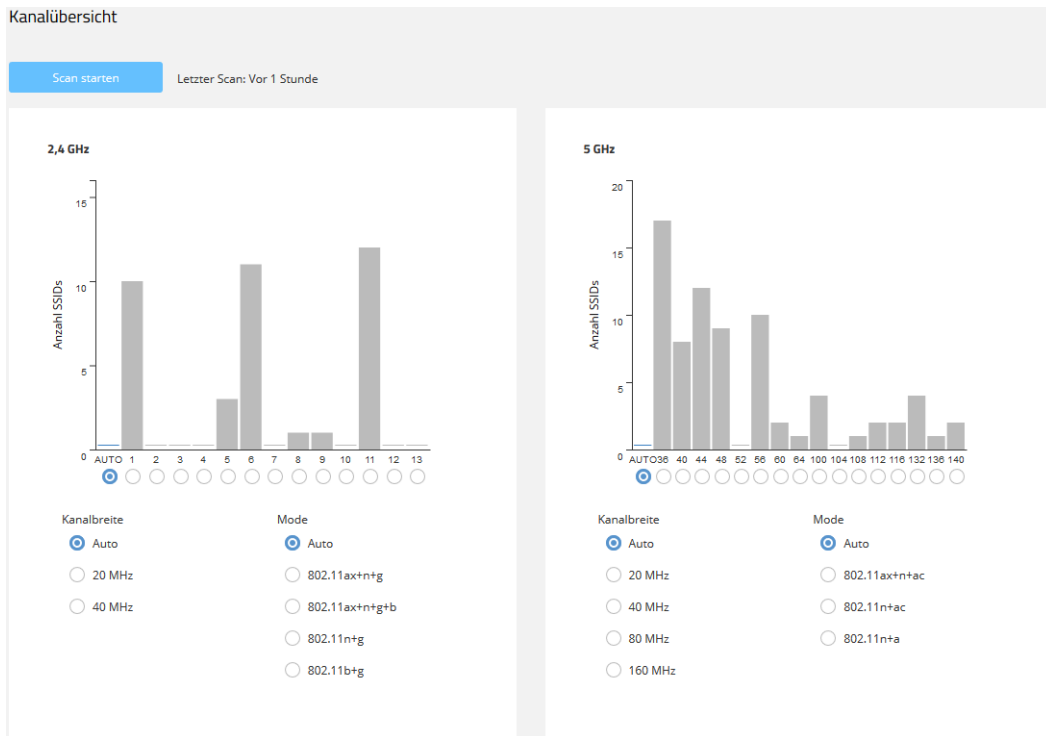 Kanalübersicht
Scan starten
Letzter Scan: Vor 1 Stunde
2,4 GHz
15
10
5
0
Anzahl SSIDs
AUTO 1 2 3 4 5 6 7 8 9 10 11 12 13
Kanalbreite
Auto
20 MHz
40 MHz
Mode
Auto
802.11ax+n+g
802.11ax+n+g+b
802.11n+g
802.11b+g
5 GHz
20
15
10
5
0
Anzahl SSIDs
AUTO36 40 44 48 52 56 60 64 100 104 108 112 116 132 136 140
Kanalbreite
Auto
20 MHz
40 MHz
80 MHz
160 MHz
Mode
Auto
802.11ax+n+ac
802.11n+ac
802.11n+a